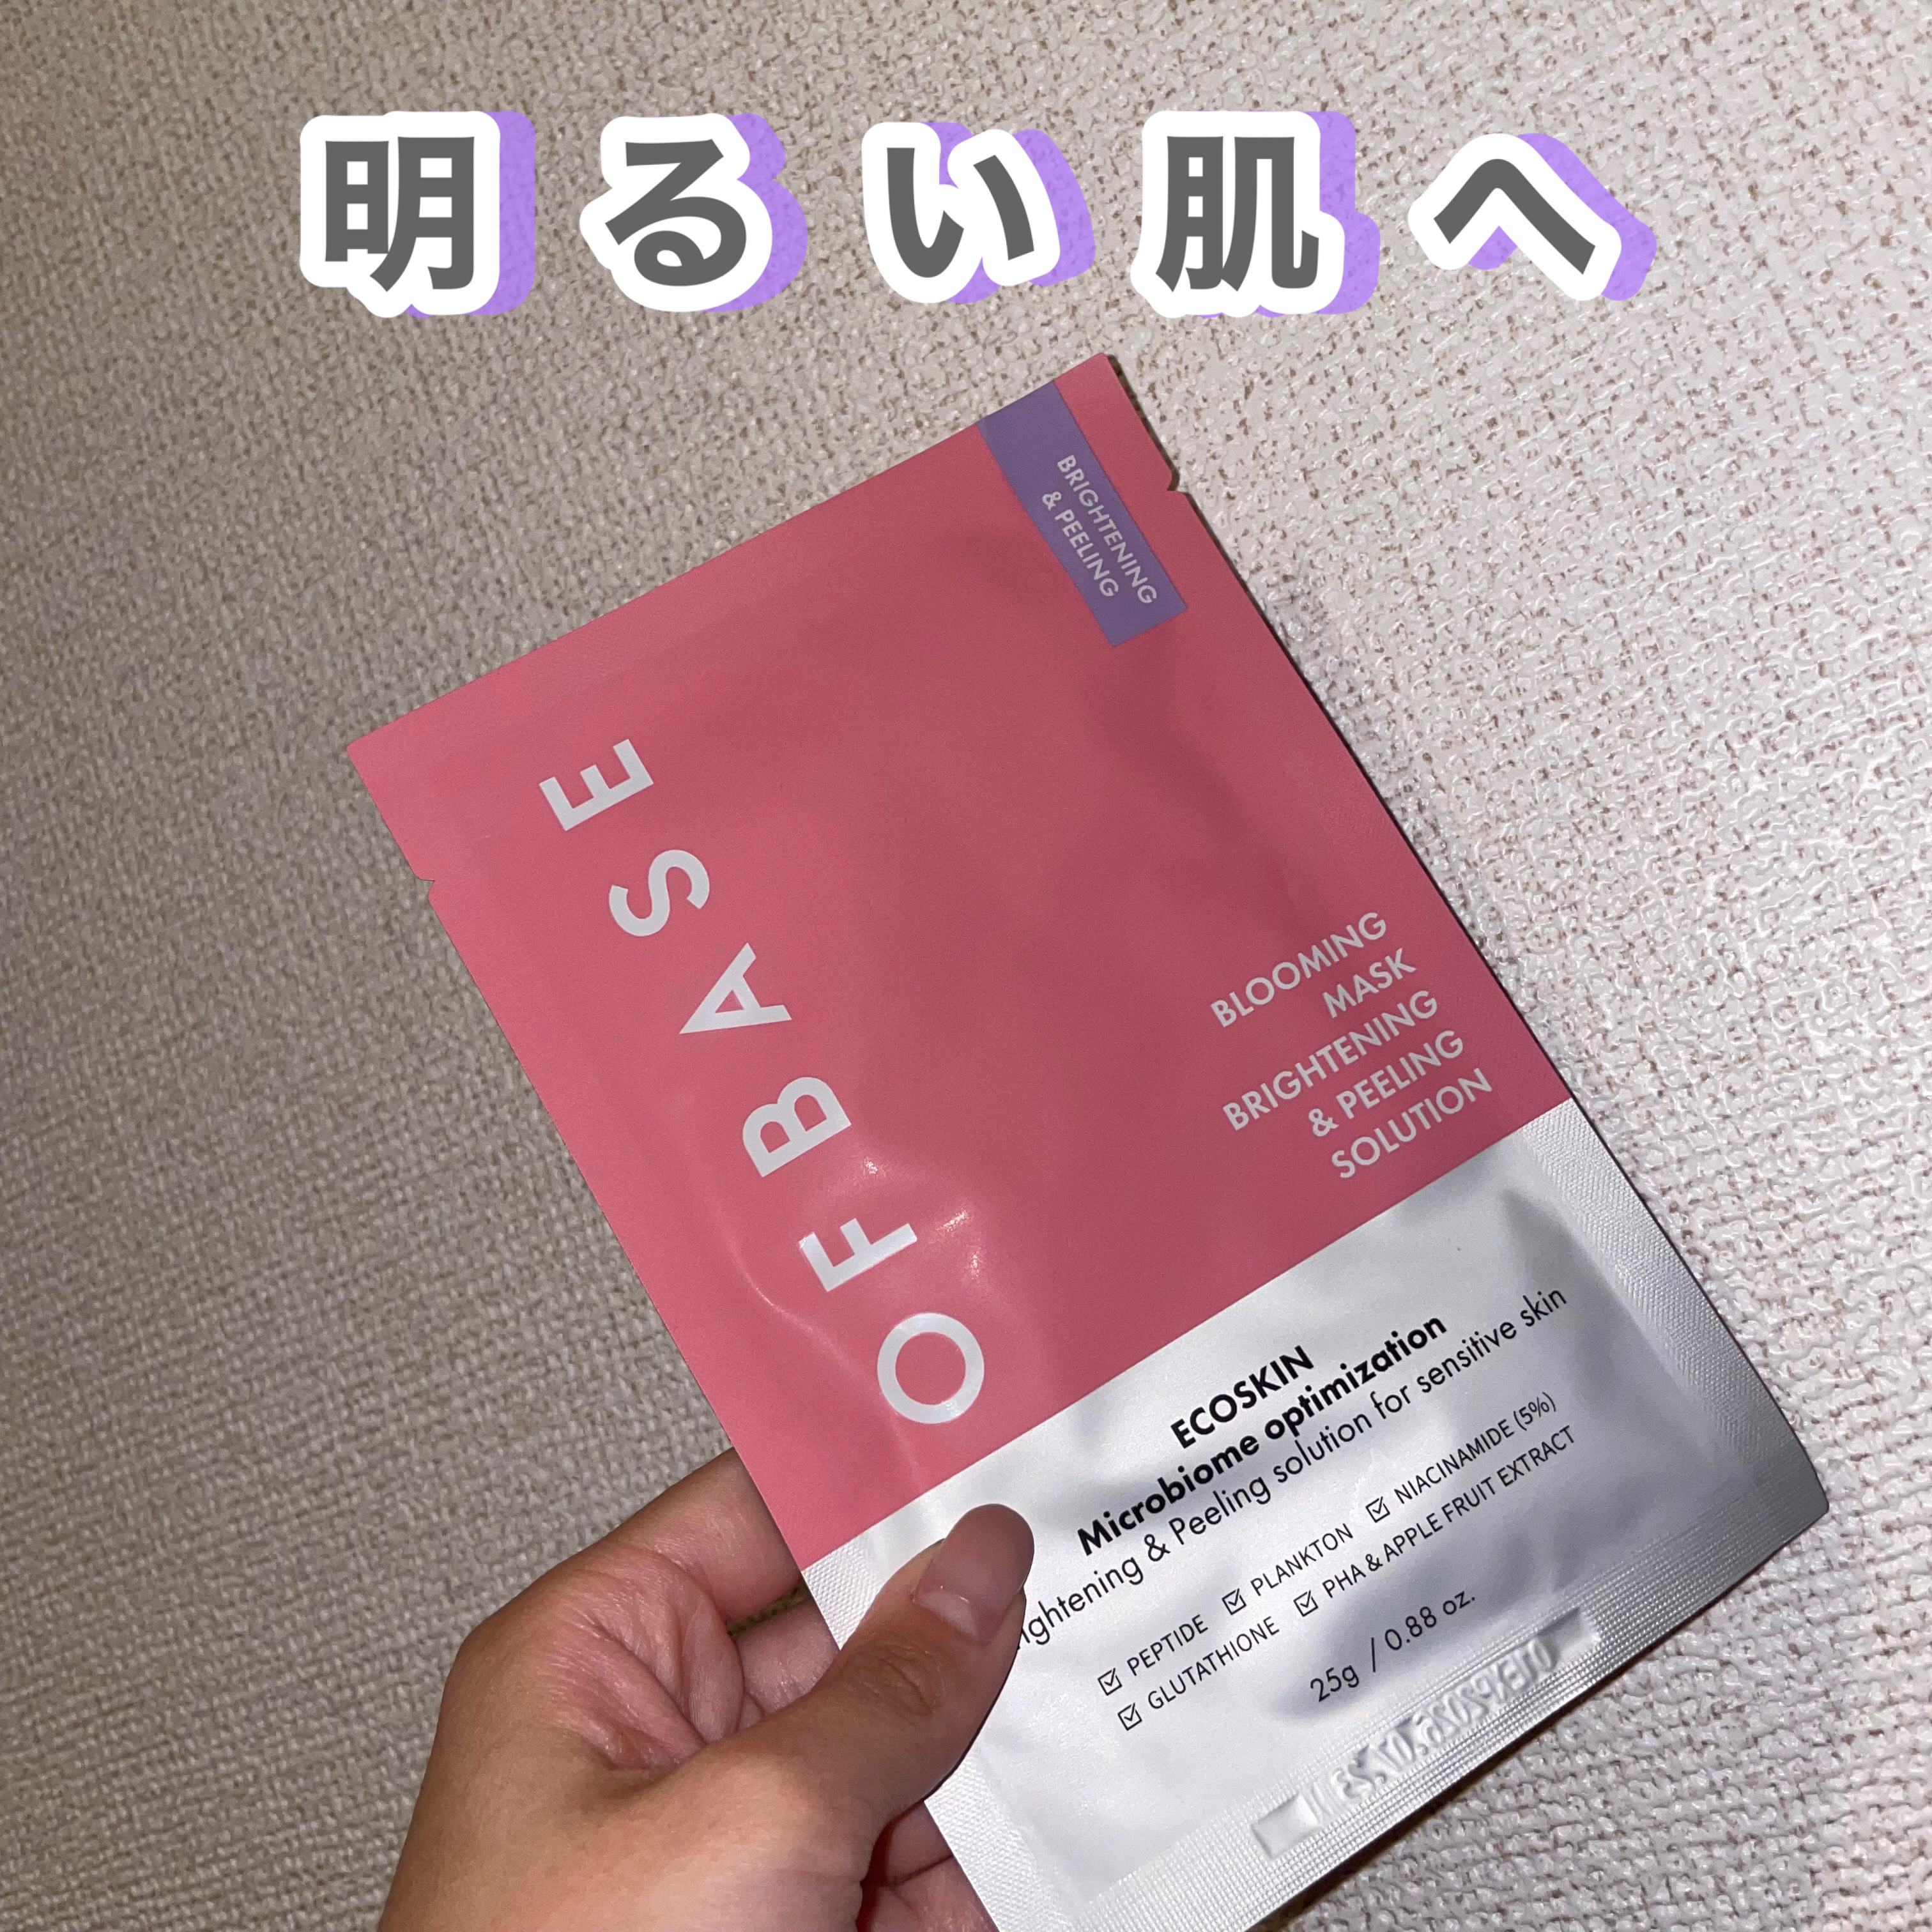 明るい肌へ
BRIGHTENING
& PEELING
OFBASE
BLOOMING
MASK
BRIGHTENING
& PEELING
SOLUTION
ECOSKIN
Microbiome optimization
ightening & Peeling solution for sensitive skin
☑ PEPTIDE ☑ PLANKTON ☑ NIACINAMIDE (5%)
☑ GLUTATHIONE ☑ PHA & APPLE FRUIT EXTRACT
25g / 0.88 oz.